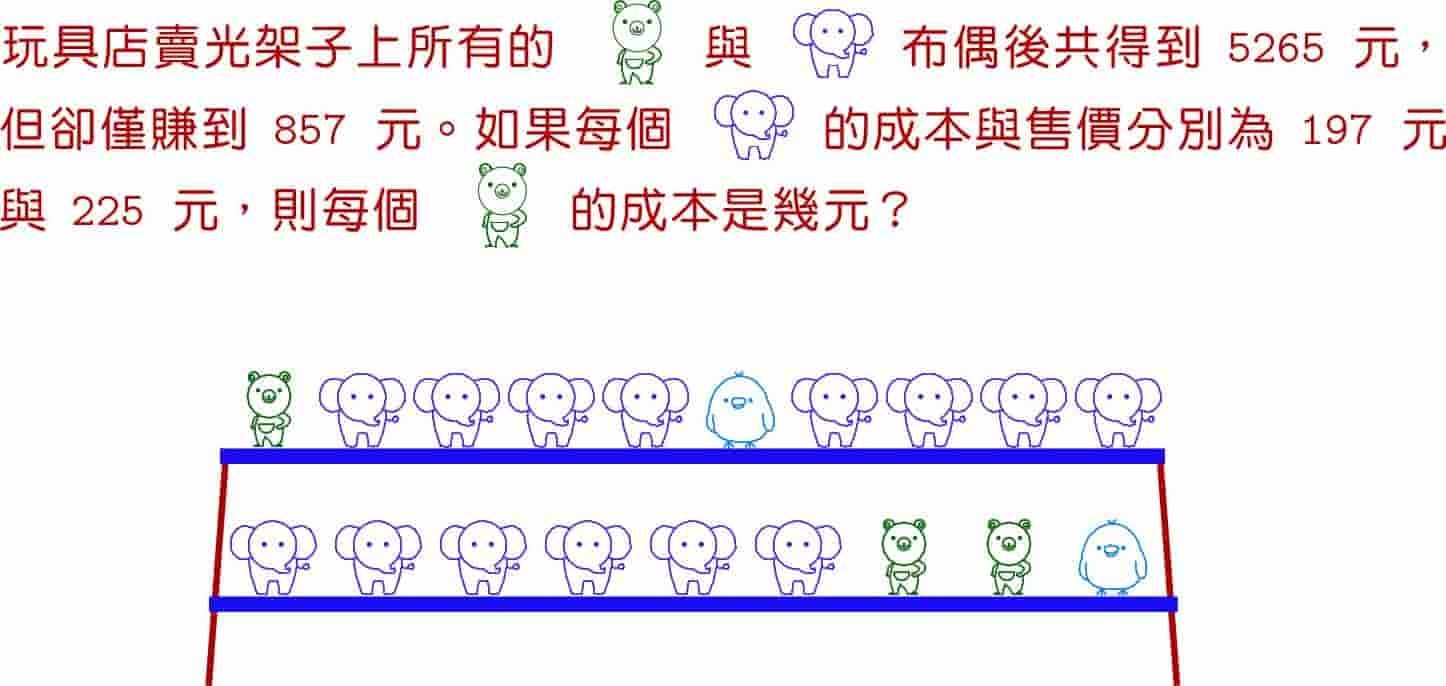 玩具店賣光架子上所有的 與 布偶後共得到 5265 元，
但卻僅賺到 857 元。如果每個 的成本與售價分別為 197 元
與 225 元，則每個 的成本是幾元？